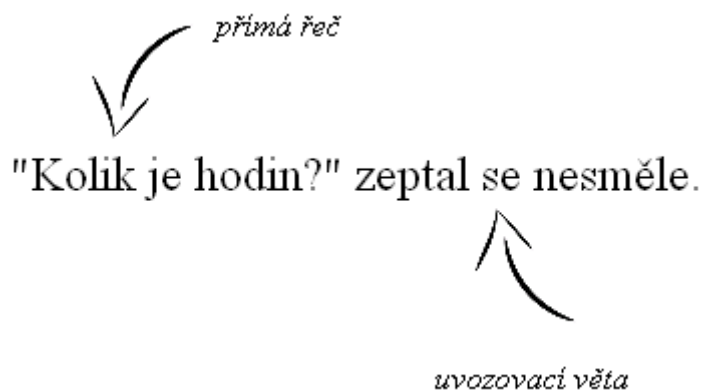 přímá řeč
"Kolik je hodin?" zeptal se nesměle.
uvozovací věta